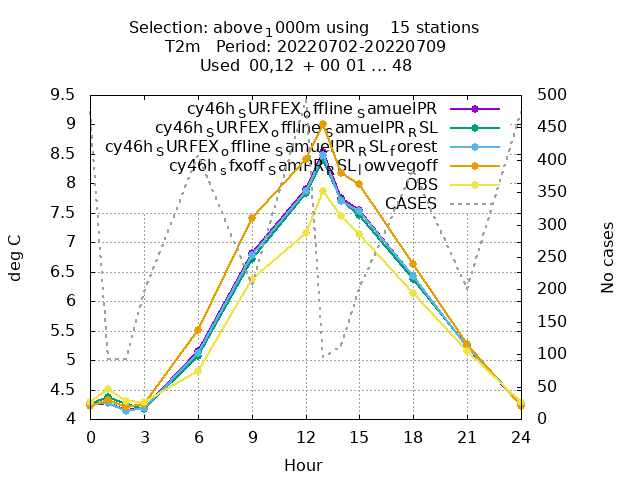 Selection: above_1000m using    15 stations
T2m   Period: 20220702-20220709
Used  00,12  + 00 01 ... 48
9.5
9
8.5
8
7.5
7
6.5
6
5.5
5
4.5
4
deg C
500
450
400
350
300
250
200
150
100
50
0
No cases
cy46h_SURFEX_offline_SamuelPR
cy46h_SURFEX_offline_SamuelPR_RSL
cy46h_SURFEX_offline_SamuelPR_RSL_forest
cy46h_sfxoff_SamPR_RSL_lowvegoff
OBS
CASES
0 3 6 9 12 15 18 21 24
Hour